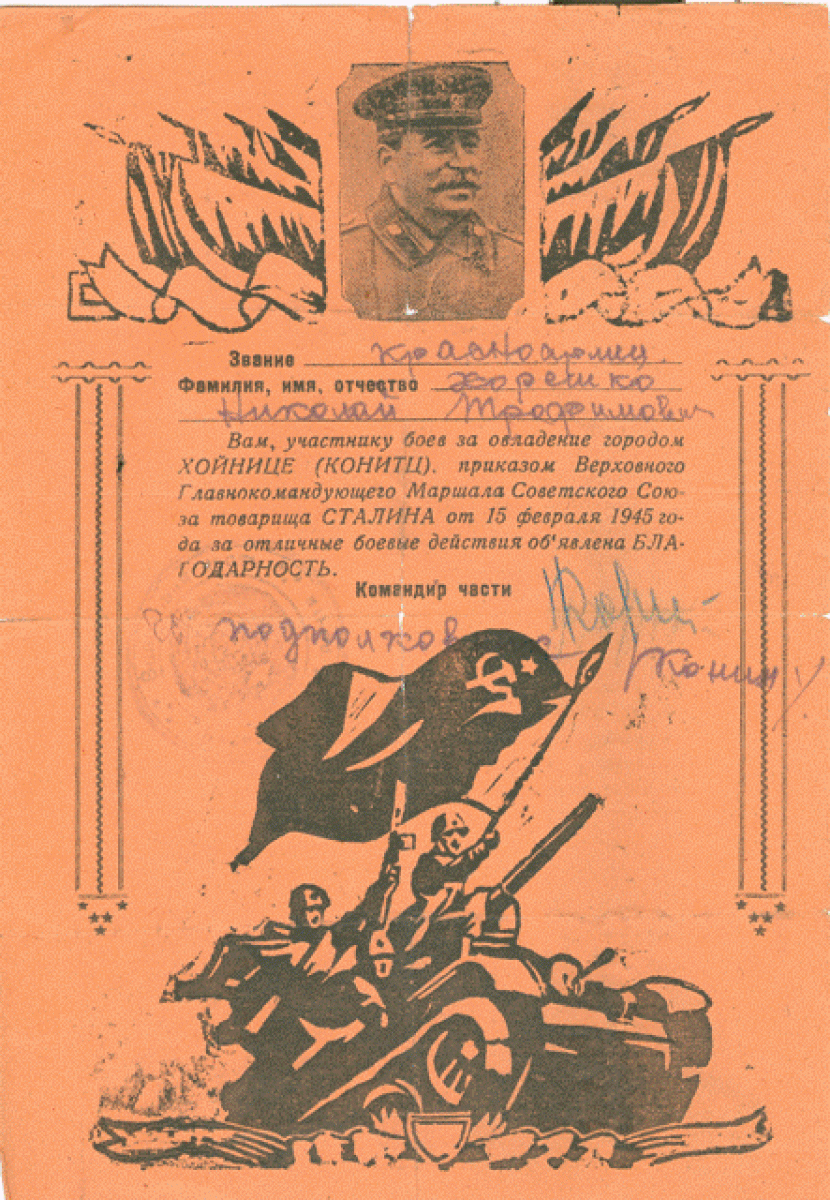 Звание красноармеец
Фамилия, имя, отчество Хорешко
Николай Трофимович
Вам, участнику боев за овладение городом
ХОЙНИЦЕ (КОНИТЦ). приказом Верховного
Главнокомандующего Маршала Советского Сою-
за товарища СТАЛИНА от 15 февраля 1945 го-
да за отличные боевые действия об'явлена БЛА-
ГОДАРНОСТЬ.
Командир части
подполковник